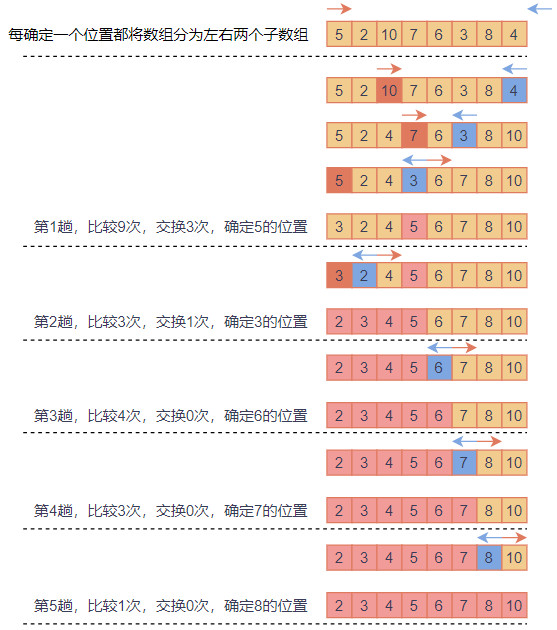 每确定一个位置都将数组分为左右两个子数组 5 2 10 7 6 3 8 4
5 2 10 7 6 3 8 4
5 2 4 7 6 3 8 10
5 2 4 3 6 7 8 10
第1趟，比较9次，交换3次，确定5的位置 3 2 4 5 6 7 8 10
3 2 4 5 6 7 8 10
第2趟，比较3次，交换1次，确定3的位置 2 3 4 5 6 7 8 10
2 3 4 5 6 7 8 10
第3趟，比较4次，交换0次，确定6的位置 2 3 4 5 6 7 8 10
2 3 4 5 6 7 8 10
第4趟，比较3次，交换0次，确定7的位置 2 3 4 5 6 7 8 10
2 3 4 5 6 7 8 10
第5趟，比较1次，交换0次，确定8的位置 2 3 4 5 6 7 8 10